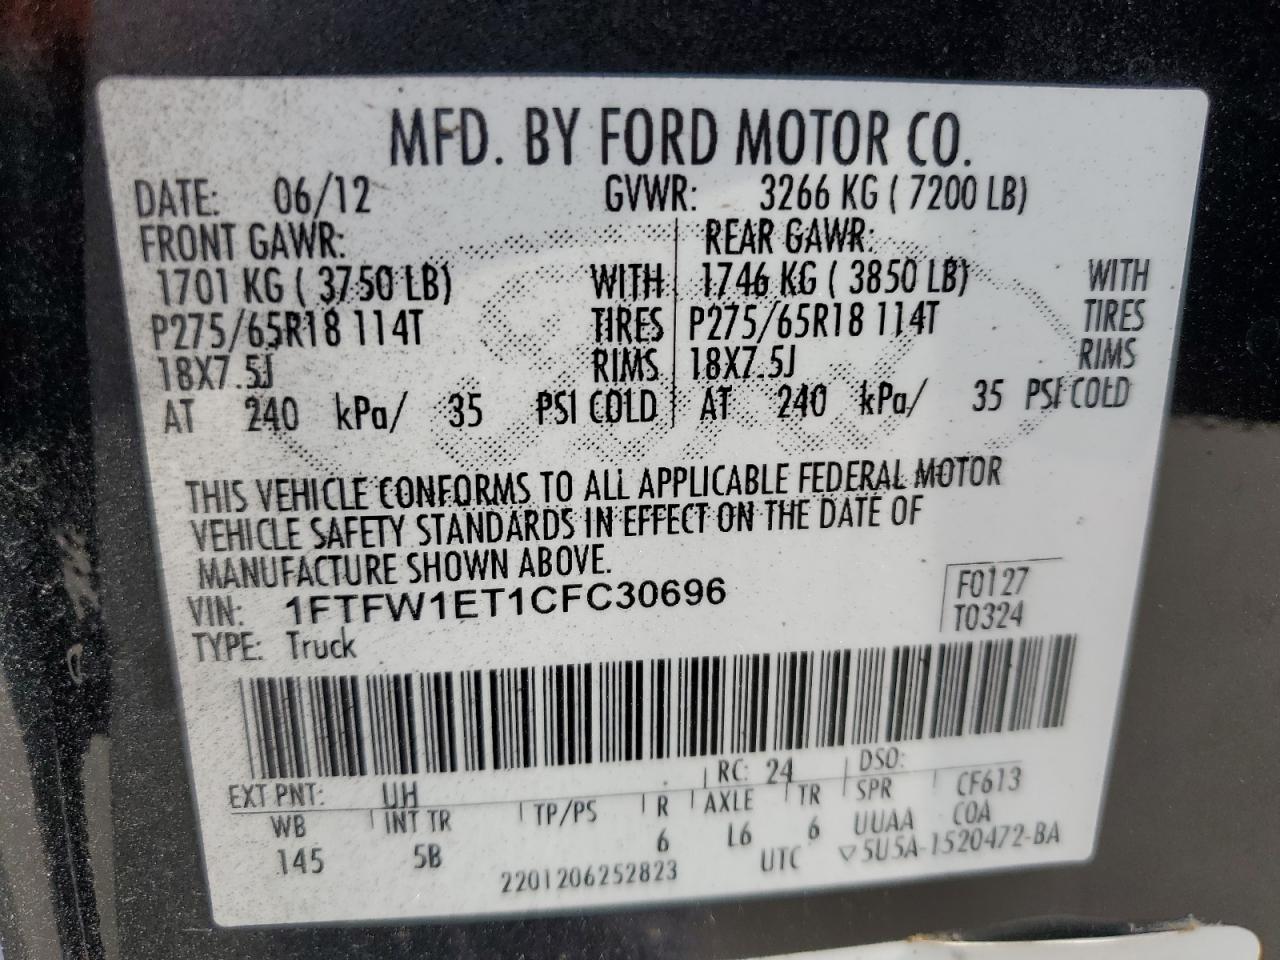 MFD. BY FORD MOTOR CO.
DATE: 06/12 GVWR: 3266 KG ( 7200 LB)
FRONT GAWR: REAR GAWR:
1701 KG ( 3750 LB) WITH 1746 KG ( 3850 LB) WITH
P275/65R18 114T TIRES P275/65R18 114T TIRES
18X7.5J RIMS 18X7.5J RIMS
AT 240 kPa/ 35 PSI COLD AT 240 kPa/ 35 PSI COLD
THIS VEHICLE CONFORMS TO ALL APPLICABLE FEDERAL MOTOR
VEHICLE SAFETY STANDARDS IN EFFECT ON THE DATE OF
MANUFACTURE SHOWN ABOVE.
VIN: 1FTFW1ET1CFC30696 F0127
TYPE: Truck T0324
EXT PNT: UH RC: 24 DSO:
WB INT TR TP/PS R AXLE TR SPR CF613
145 5B 6 L6 6 UUAA COA
2201206252823 UTC ▽5U5A-1520472-BA